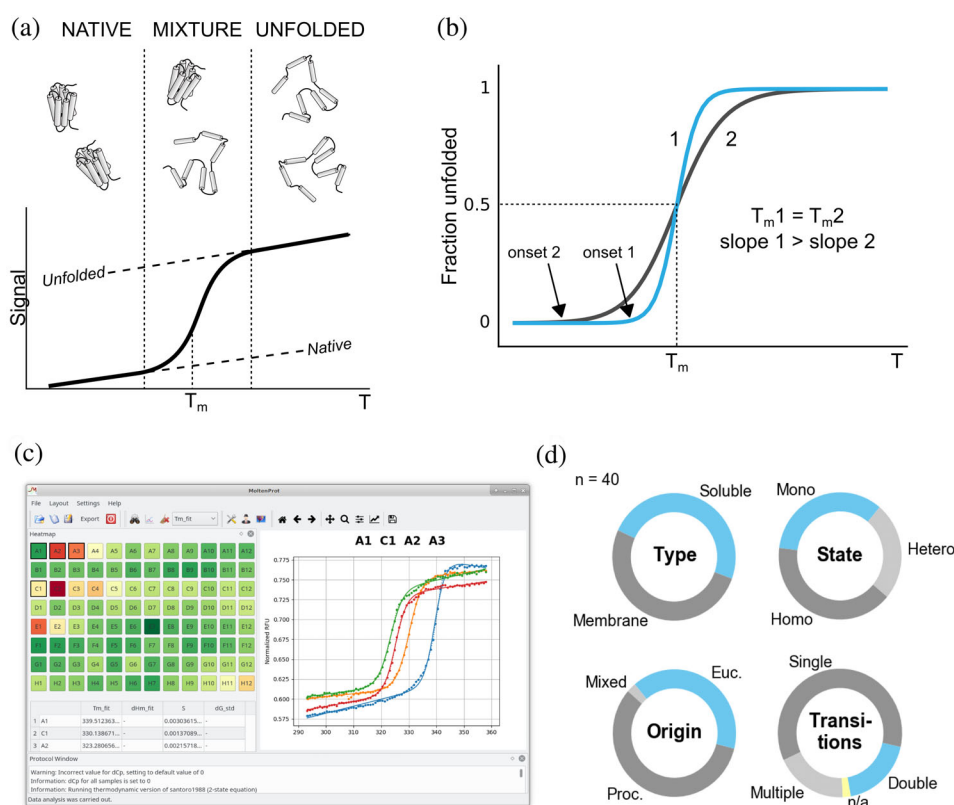 (a)
NATIVE MIXTURE UNFOLDED
Unfolded
Native
Signal
Tm
T
(b)
Fraction unfolded
1
0.5
0
1 2
onset 2
onset 1
Tm1 = Tm2
slope 1 > slope 2
Tm
T
(c)
MoltenProt
File Layout Settings Help
Export
Tm_fit
Heatmap
A1 A2 A3 A4 A5 A6 A7 A8 A9 A10 A11 A12
B1 B2 B3 B4 B5 B6 B7 B8 B9 B10 B11 B12
C1 C3 C4 C5 C6 C7 C8 C9 C10 C11 C12
D1 D2 D3 D4 D5 D6 D7 D8 D9 D10 D11 D12
E1 E2 E3 E4 E5 E6 E7 E9 E10 E11 E12
F1 F2 F3 F4 F5 F6 F7 F8 F9 F10 F11 F12
G1 G2 G3 G4 G5 G6 G7 G8 G9 G10 G11 G12
H1 H2 H3 H4 H5 H6 H7 H8 H9 H10 H11 H12
Tm_fit dHm_fit S dG_std
1 A1 339.512363... - 0.00303615... -
2 C1 330.138671... - 0.00137089... -
3 A2 323.280656... - 0.00215718... -
A1 C1 A2 A3
Normalized RFU
0.775
0.750
0.725
0.700
0.675
0.650
0.625
0.600
0.575
290 300 310 320 330 340 350 360
Protocol Window
Warning: Incorrect value for dCp, setting to default value of 0
Information: dCp for all samples is set to 0
Information: Running thermodynamic version of santoro1988 (2-state equation)
Data analysis was carried out.
(d)
n = 40
Soluble
Type
Membrane
Mono
State
Hetero
Homo
Mixed
Euc.
Origin
Proc.
Single
Transi-
tions
Multiple
n/a
Double